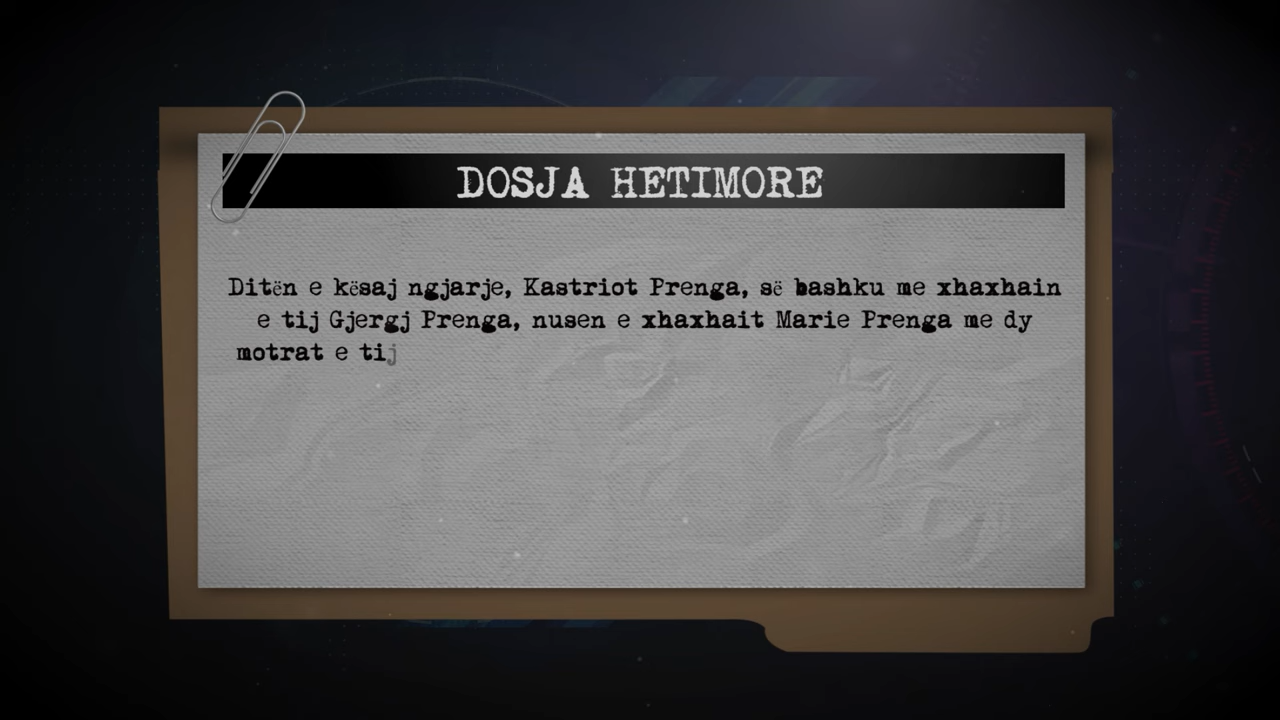 DOSJA HETIMORE
Ditën e kësaj ngjarje, Kastriot Prenga, së bashku me xhaxhain
e tij Gjergj Prenga, nusen e xhaxhait Marie Prenga me dy
motrat e tij